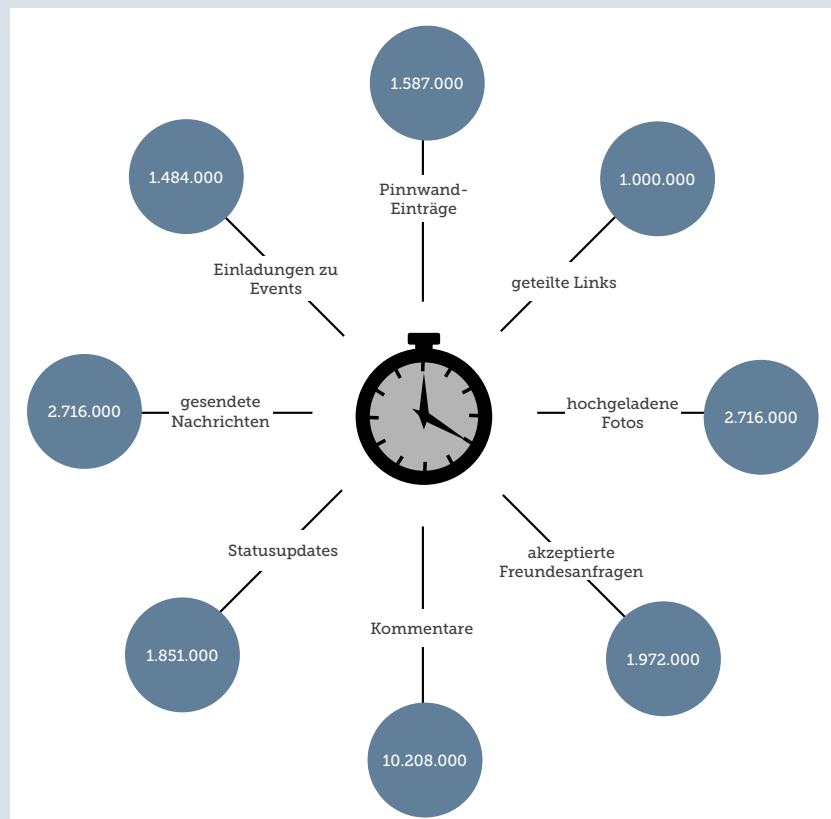 1.587.000
Pinnwand-
Einträge
1.000.000
geteilte Links
2.716.000
hochgeladene
Fotos
1.972.000
akzeptierte
Freundesanfragen
10.208.000
Kommentare
1.851.000
Statusupdates
2.716.000
gesendete
Nachrichten
1.484.000
Einladungen zu
Events